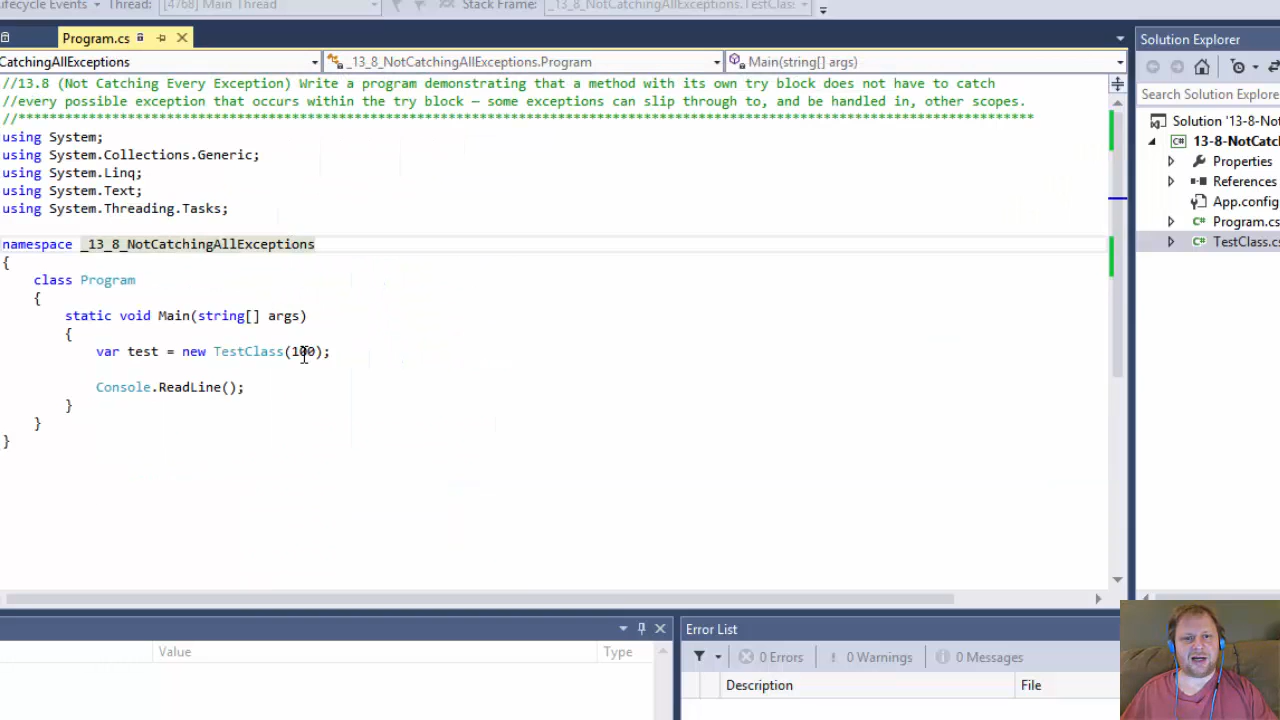 ifecycle Events Thread: [4768] Main Thread Stack Frame: _13_8_NotCatchingAllExceptions.TestClas:
Program.cs
Solution Explorer
CatchingAllExceptions _13_8_NotCatchingAllExceptions.Program Main(string[] args)
Search Solution Explore
//13.8 (Not Catching Every Exception) Write a program demonstrating that a method with its own try block does not have to catch
//every possible exception that occurs within the try block — some exceptions can slip through to, and be handled in, other scopes.
//**********************************************************************************************************************************
using System;
using System.Collections.Generic;
using System.Linq;
using System.Text;
using System.Threading.Tasks;
namespace _13_8_NotCatchingAllExceptions
{
class Program
{
static void Main(string[] args)
{
var test = new TestClass(100);
Console.ReadLine();
}
}
}
Solution '13-8-No
C# 13-8-NotCatc
Properties
References
App.config
C# Program.cs
C# TestClass.cs
Error List
Value Type
0 Errors 0 Warnings 0 Messages
Description File